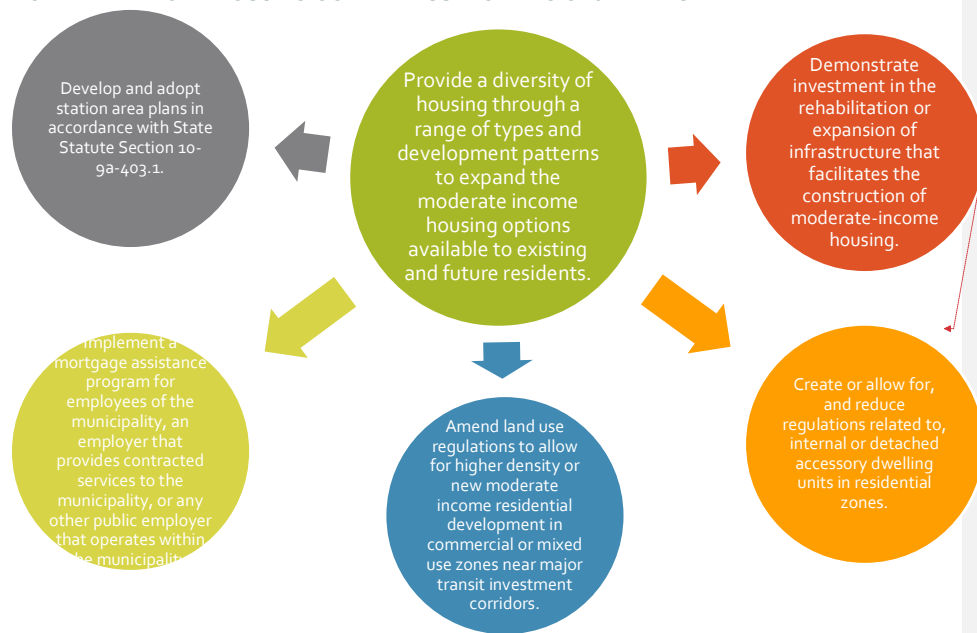 Develop and adopt
station area plans in
accordance with State
Statute Section 10-
9a-403.1.
Provide a diversity of
housing through a
range of types and
development patterns
to expand the
moderate income
housing options
available to existing
and future residents.
Demonstrate
investment in the
rehabilitation or
expansion of
infrastructure that
facilitates the
construction of
moderate-income
housing.
Implement a
mortgage assistance
program for
employees of the
municipality, an
employer that
provides contracted
services to the
municipality, or any
other public employer
that operates within
the municipality
Amend land use
regulations to allow
for higher density or
new moderate
income residential
development in
commercial or mixed
use zones near major
transit investment
corridors.
Create or allow for,
and reduce
regulations related to,
internal or detached
accessory dwelling
units in residential
zones.